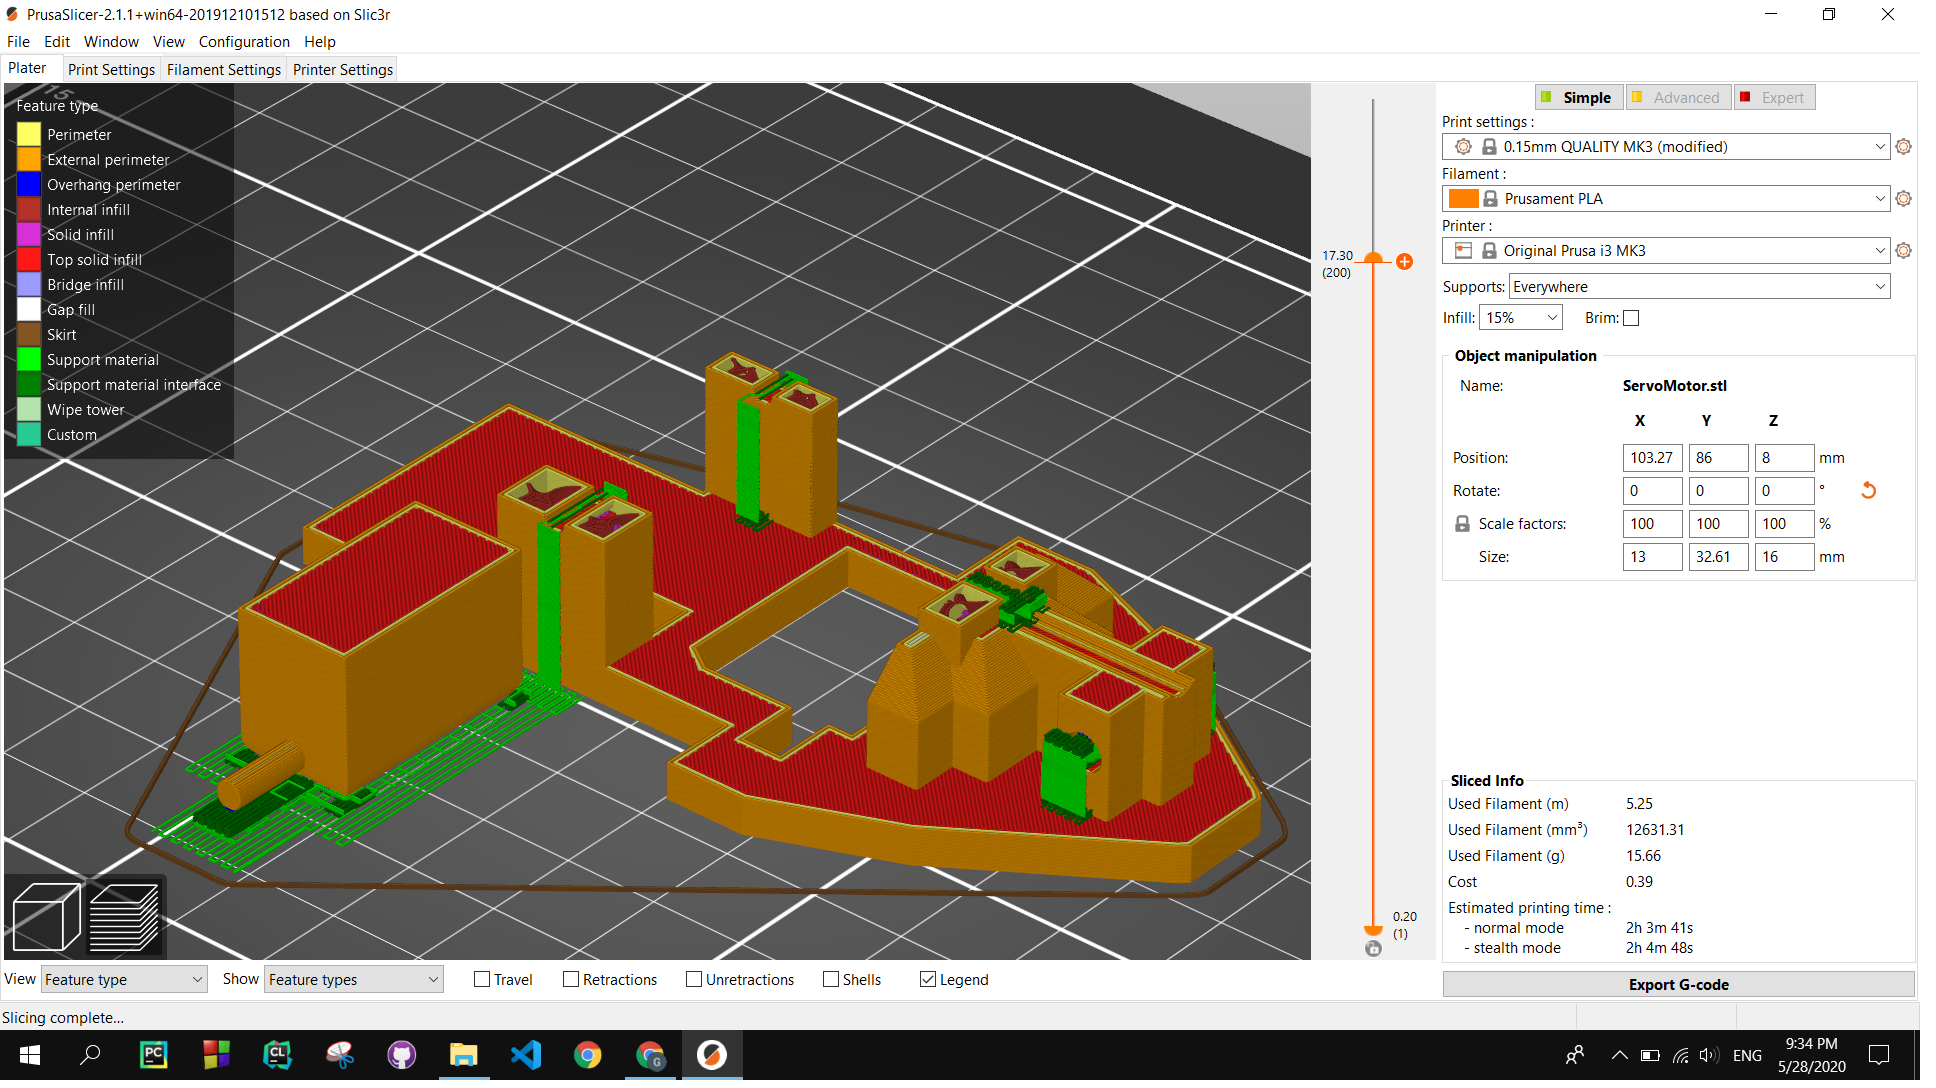 PrusaSlicer-2.1.1+win64-201912101512 based on Slic3r
File Edit Window View Configuration Help
Plater Print Settings Filament Settings Printer Settings
15
Feature type
Perimeter
External perimeter
Overhang perimeter
Internal infill
Solid infill
Top solid infill
Bridge infill
Gap fill
Skirt
Support material
Support material interface
Wipe tower
Custom
17.30
(200)
0.20
(1)
Simple Advanced Expert
Print settings :
0.15mm QUALITY MK3 (modified)
Filament :
Prusament PLA
Printer :
Original Prusa i3 MK3
Supports: Everywhere
Infill: 15% Brim:
Object manipulation
Name: ServoMotor.stl
X Y Z
Position: 103.27 86 8 mm
Rotate: 0 0 0 °
Scale factors: 100 100 100 %
Size: 13 32.61 16 mm
Sliced Info
Used Filament (m) 5.25
Used Filament (mm³) 12631.31
Used Filament (g) 15.66
Cost 0.39
Estimated printing time :
- normal mode 2h 3m 41s
- stealth mode 2h 4m 48s
Export G-code
View Feature type Show Feature types Travel Retractions Unretractions Shells Legend
Slicing complete...
PC CL G ENG
9:34 PM
5/28/2020